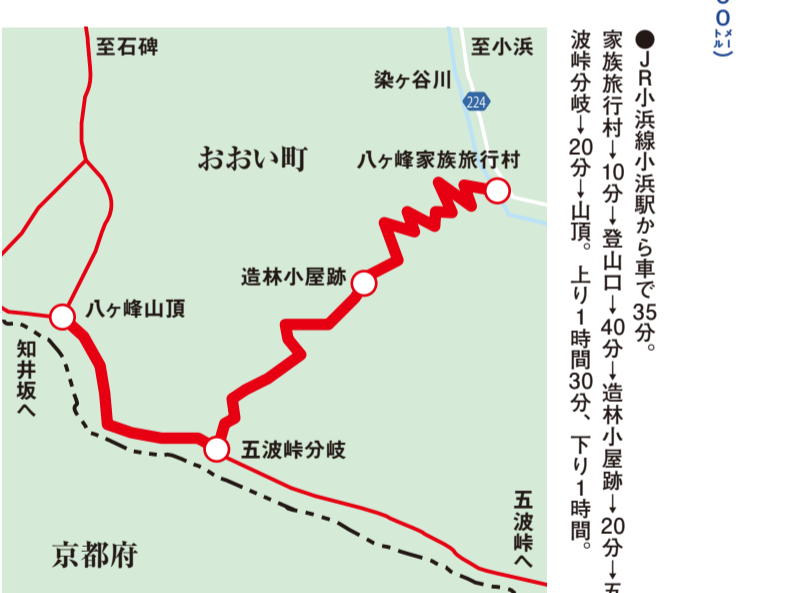 0メートル)
●JR小浜線小浜駅から車で35分。
家族旅行村→10分→登山口→40分→造林小屋跡→20分→五
波峠分岐→20分→山頂。上り1時間30分、下り1時間。
至石碑
至小浜
染ヶ谷川
224
おおい町
八ヶ峰家族旅行村
造林小屋跡
八ヶ峰山頂
知井坂へ
五波峠分岐
五波峠へ
京都府